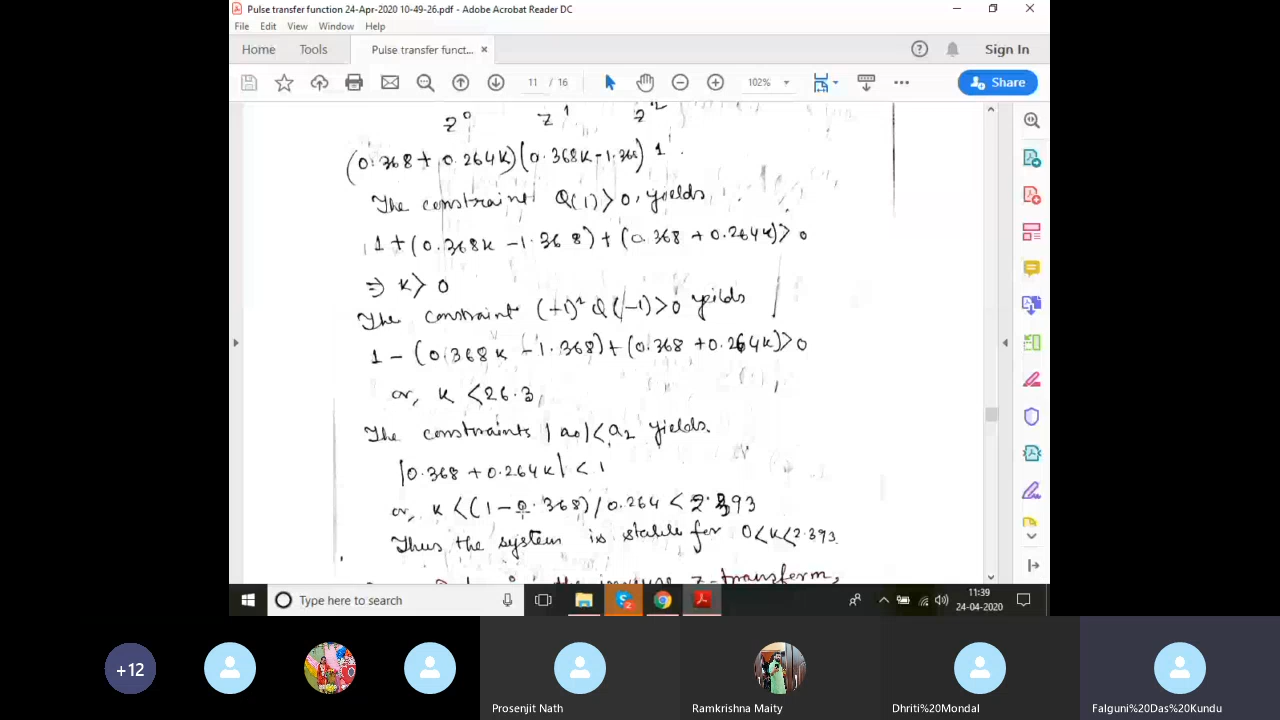 Pulse transfer function 24-Apr-2020 10-49-26.pdf - Adobe Acrobat Reader DC
File Edit View Window Help
Home Tools Pulse transfer funct... × Sign In
11 / 16 102% Share
z⁰ z¹ z²
(0.368 + 0.264K) (0.368K - 1.368) 1
The constraint Q(1) > 0, yields
1 + (0.368K - 1.368) + (0.368 + 0.264K) > 0
⇒ K > 0
The constraint (-1)² Q(-1) > 0 yields
1 - (0.368K - 1.368) + (0.368 + 0.264K) > 0
or, K < 26.3
The constraints |a₀| < a₂ yields.
|0.368 + 0.264K| < 1
or, K < (1 - 0.368) / 0.264 < 2.393
Thus the system is stable for 0 < K < 2.393.
the inverse z-transform,
Type here to search
11:39
24-04-2020
+12
Prosenjit Nath Ramkrishna Maity Dhriti%20Mondal Falguni%20Das%20Kundu